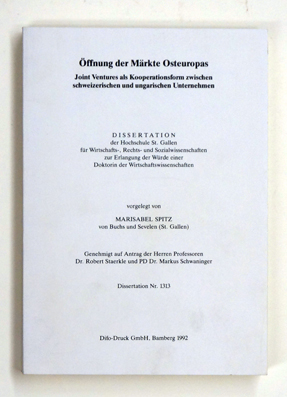 Öffnung der Märkte Osteuropas
Joint Ventures als Kooperationsform zwischen
schweizerischen und ungarischen Unternehmen
DISSERTATION
der Hochschule St. Gallen
für Wirtschafts-, Rechts- und Sozialwissenschaften
zur Erlangung der Würde einer
Doktorin der Wirtschaftswissenschaften
vorgelegt von
MARISABEL SPITZ
von Buchs und Sevelen (St. Gallen)
Genehmigt auf Antrag der Herren Professoren
Dr. Robert Staerkle und PD Dr. Markus Schwaninger
Dissertation Nr. 1313
Difo-Druck GmbH, Bamberg 1992